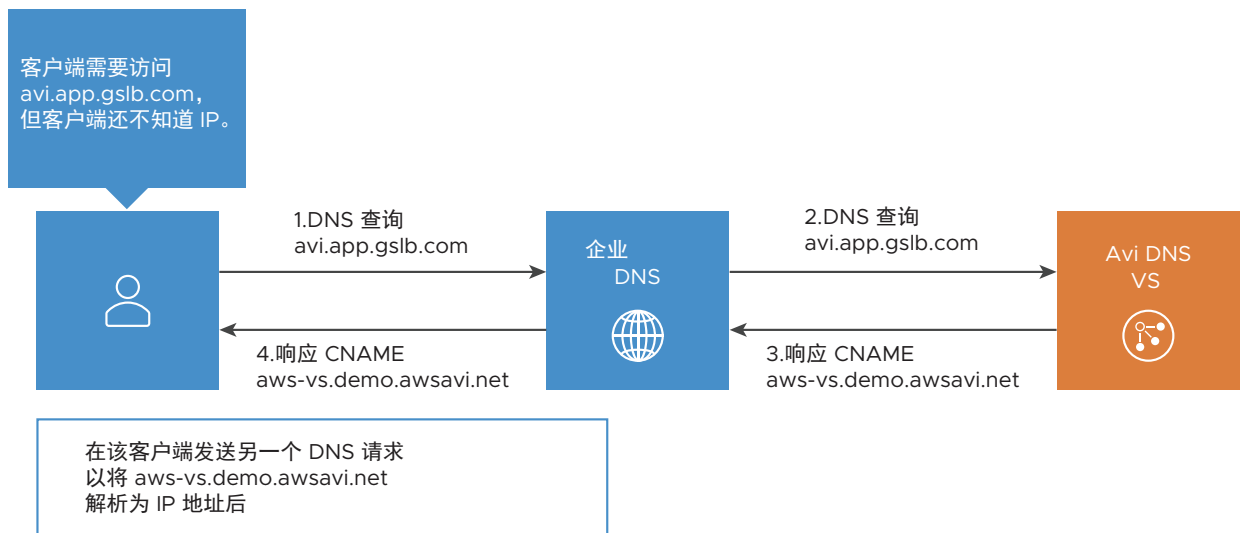 客户端需要访问
avi.app.gslb.com，
但客户端还不知道 IP。
1.DNS 查询
avi.app.gslb.com
企业
DNS
2.DNS 查询
avi.app.gslb.com
Avi DNS
VS
4.响应 CNAME
aws-vs.demo.awsavi.net
3.响应 CNAME
aws-vs.demo.awsavi.net
在该客户端发送另一个 DNS 请求
以将 aws-vs.demo.awsavi.net
解析为 IP 地址后